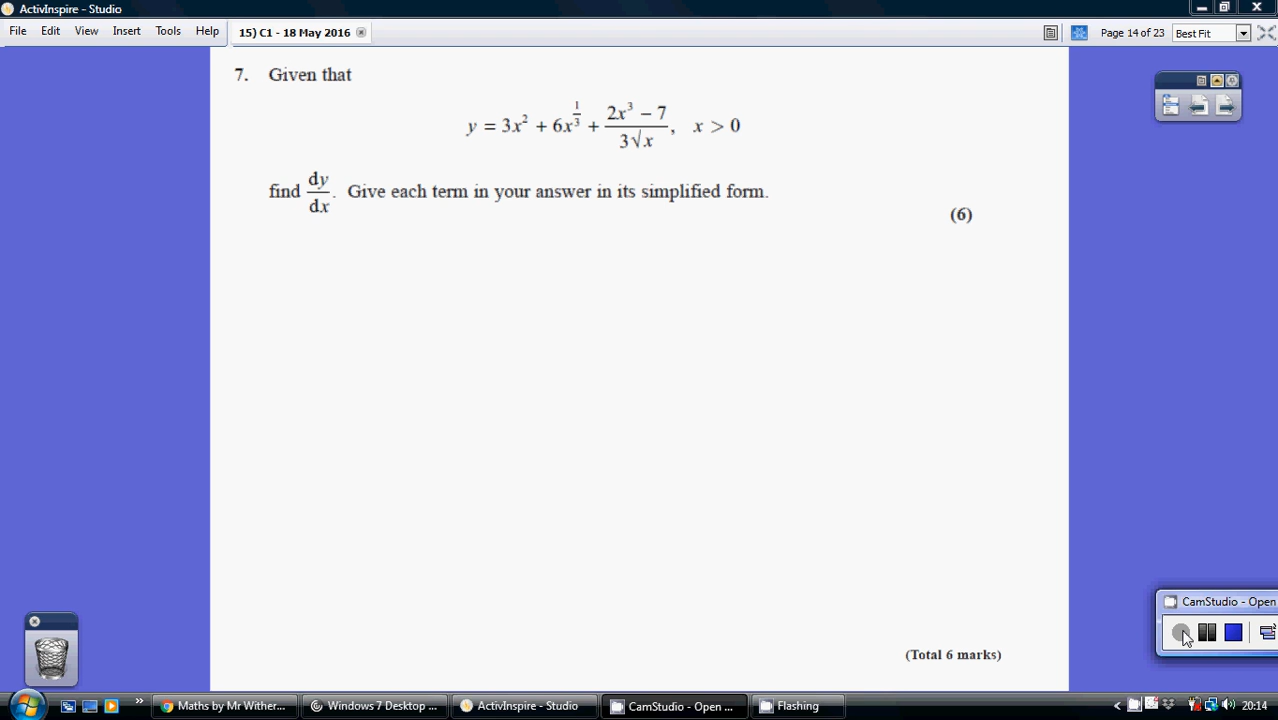 ActivInspire - Studio
File Edit View Insert Tools Help 15) C1 - 18 May 2016 Page 14 of 23 Best Fit
7. Given that
y = 3x² + 6x^{1/3} + \frac{2x³ − 7}{3√x}, x > 0
find dy/dx. Give each term in your answer in its simplified form.
(6)
CamStudio - Open
(Total 6 marks)
» Maths by Mr Wither... Windows 7 Desktop ... ActivInspire - Studio CamStudio - Open ... Flashing < 20:14